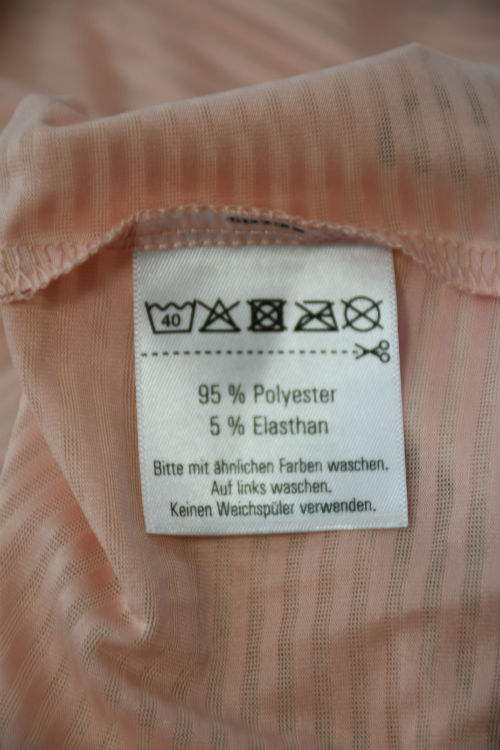 40
95 % Polyester
5 % Elasthan
Bitte mit ähnlichen Farben waschen.
Auf links waschen.
Keinen Weichspüler verwenden.